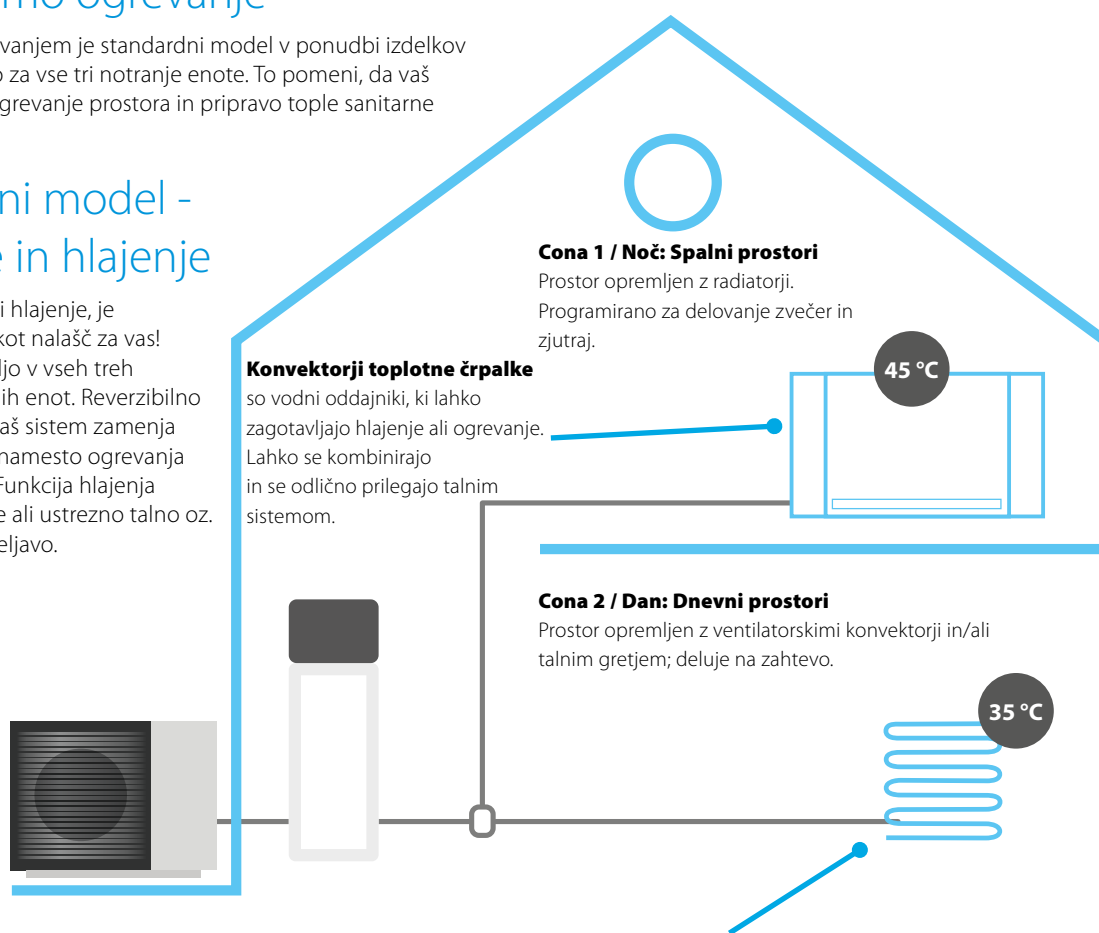 mo ogrevanje
vanjem je standardni model v ponudbi izdelkov
za vse tri notranje enote. To pomeni, da vaš
grevanje prostora in pripravo tople sanitarne
ni model -
in hlajenje
i hlajenje, je
kot nalašč za vas!
ljo v vseh treh
ih enot. Reverzibilno
aš sistem zamenja
namesto ogrevanja
Funkcija hlajenja
e ali ustrezno talno oz.
eljavo.
Konvektorji toplotne črpalke
so vodni oddajniki, ki lahko
zagotavljajo hlajenje ali ogrevanje.
Lahko se kombinirajo
in se odlično prilegajo talnim
sistemom.
Cona 1 / Noč: Spalni prostori
Prostor opremljen z radiatorji.
Programirano za delovanje zvečer in
zjutraj.
45 °C
Cona 2 / Dan: Dnevni prostori
Prostor opremljen z ventilatorskimi konvektorji in/ali
talnim gretjem; deluje na zahtevo.
35 °C